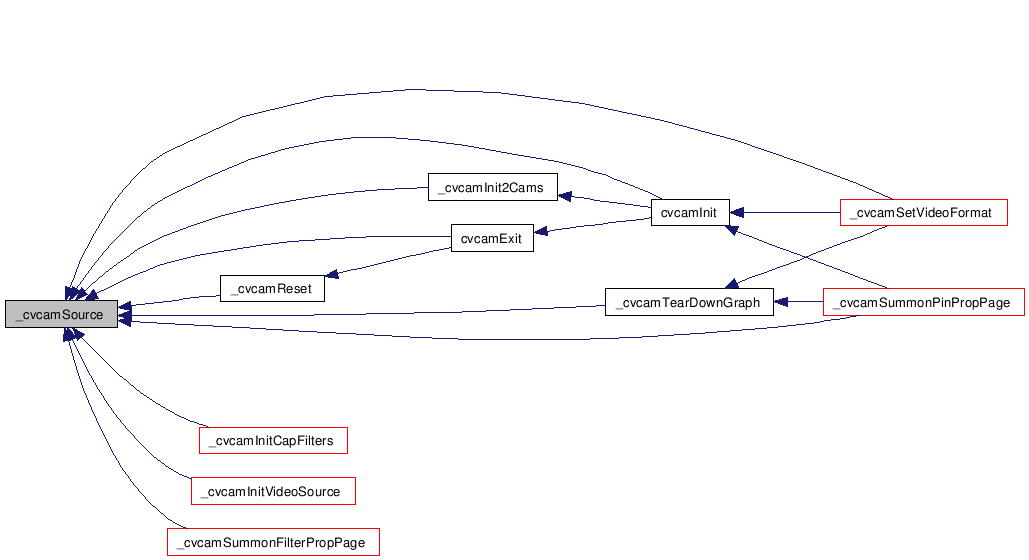 _cvcamInit2Cams
cvcamInit
_cvcamSetVideoFormat
cvcamExit
_cvcamReset
_cvcamTearDownGraph
_cvcamSummonPinPropPage
_cvcamSource
_cvcamInitCapFilters
_cvcamInitVideoSource
_cvcamSummonFilterPropPage